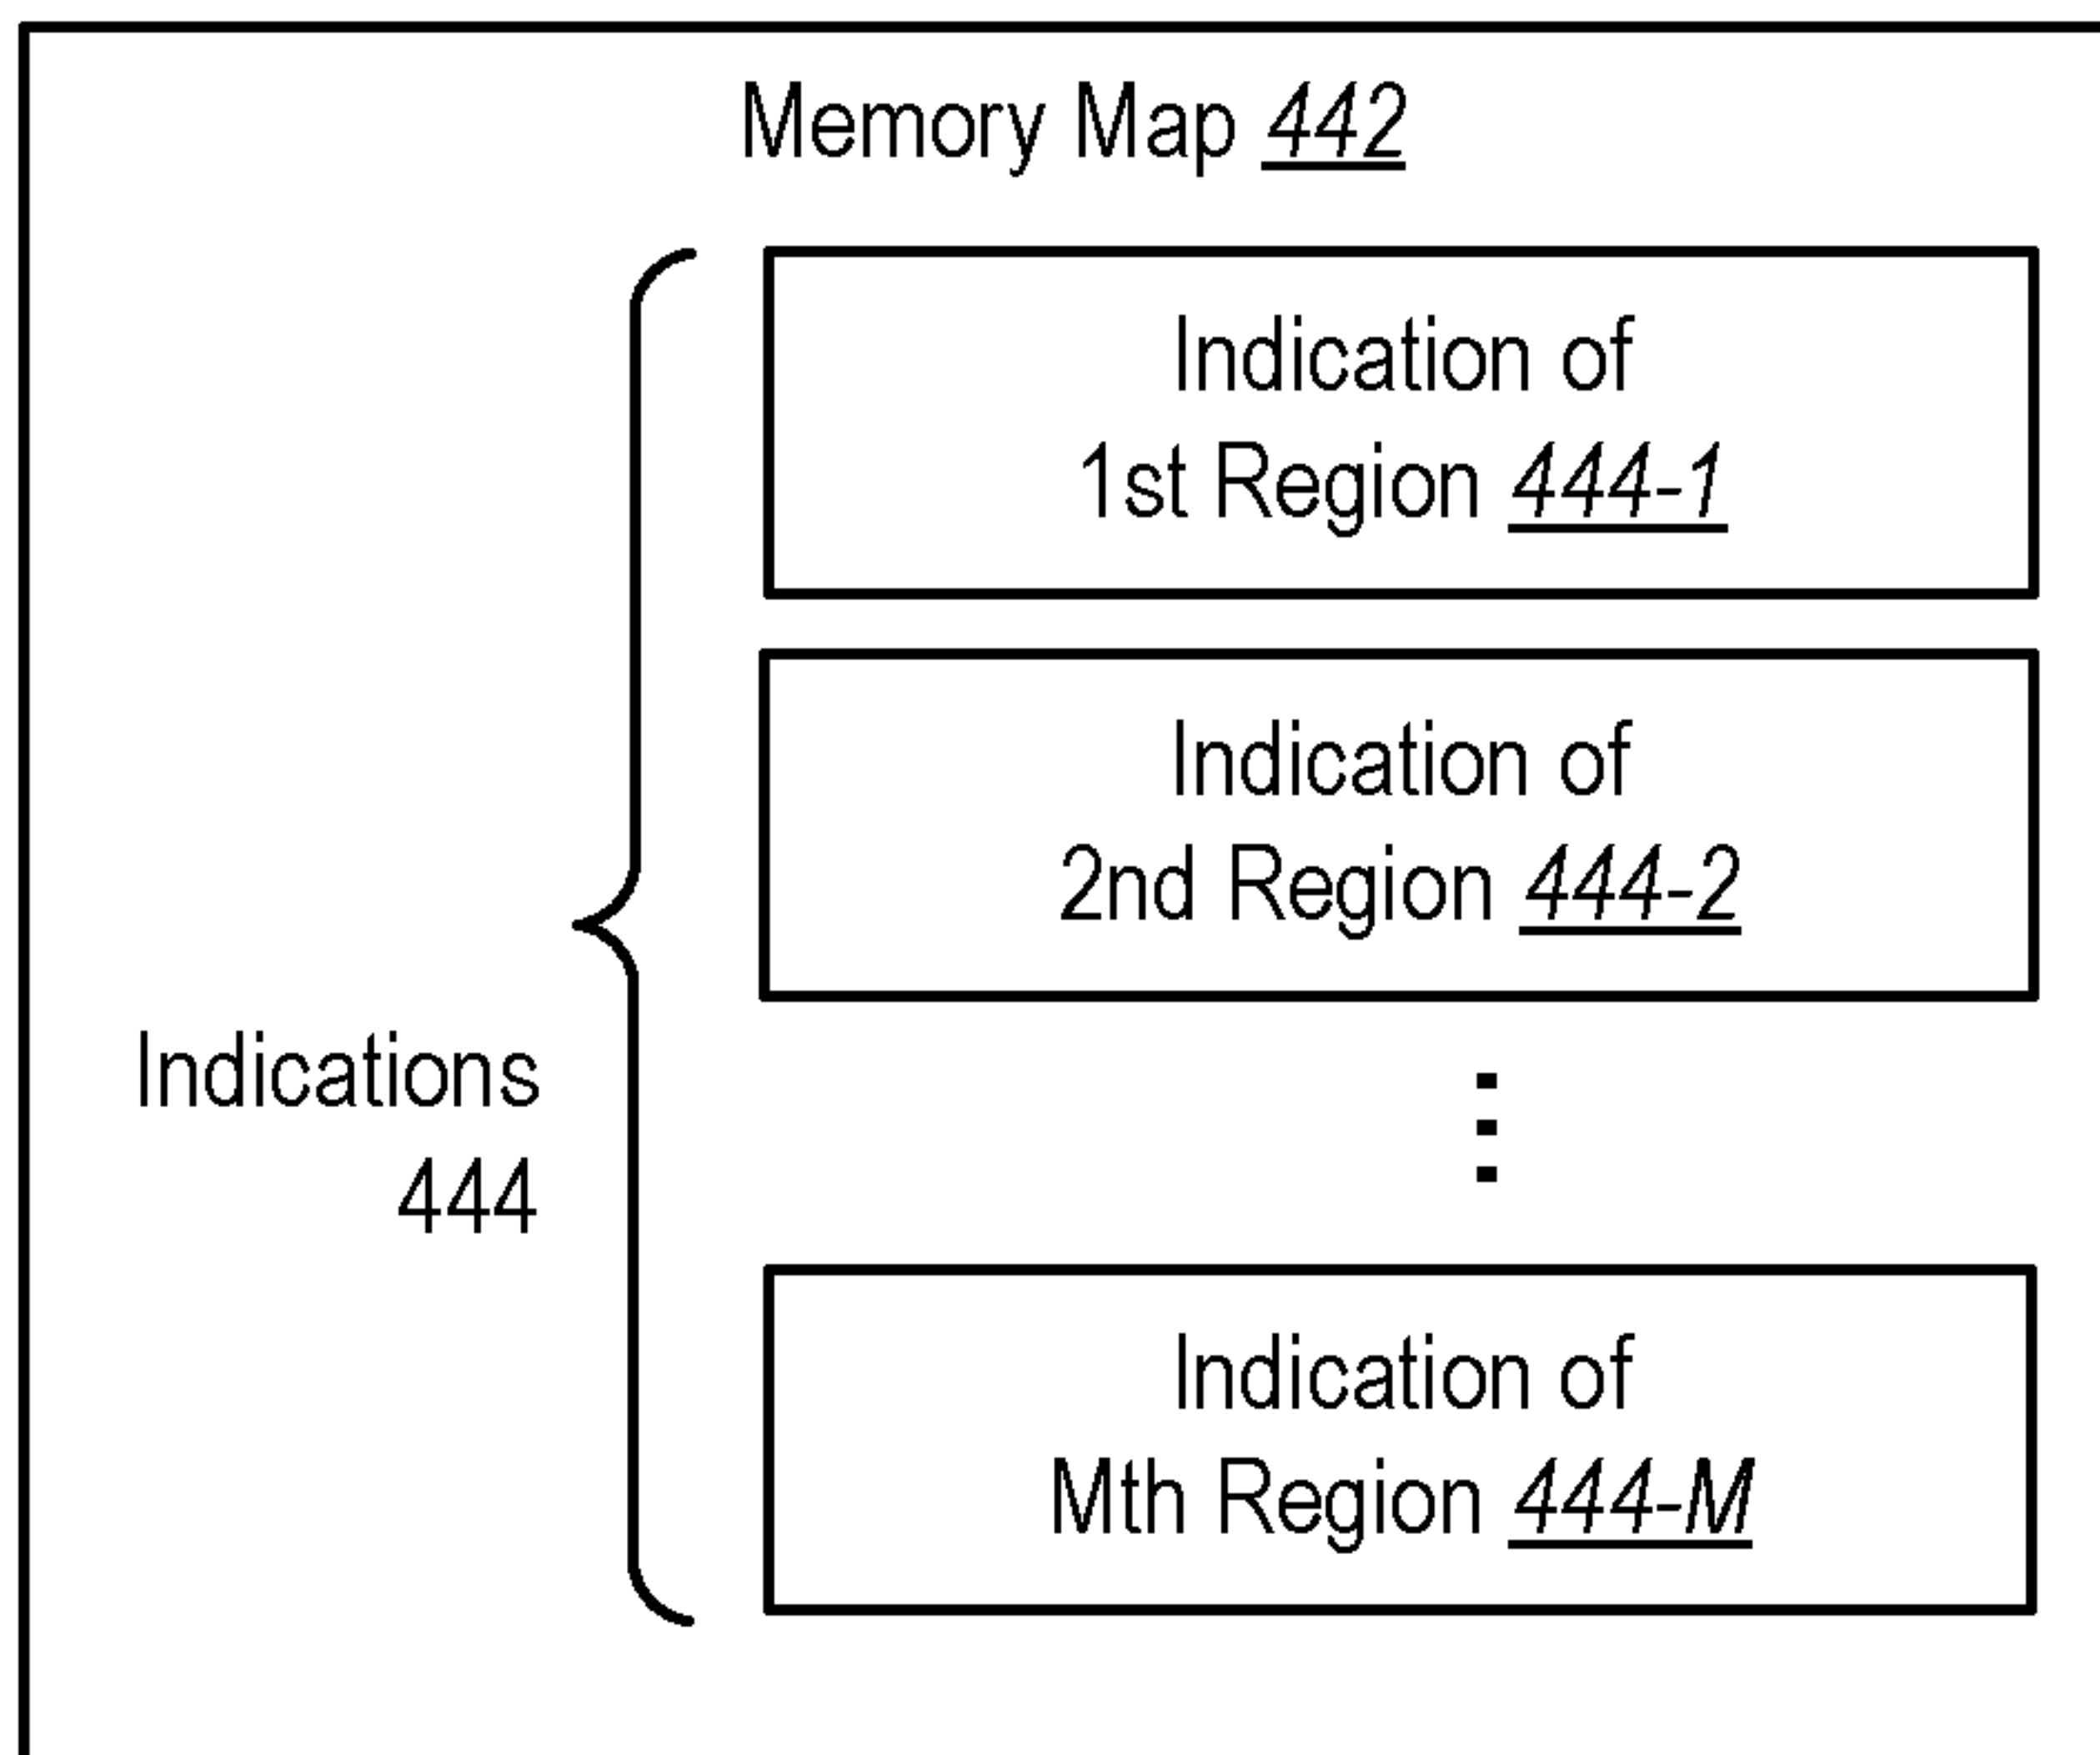 Memory Map 442
Indication of
1st Region 444-1
Indication of
2nd Region 444-2
Indications
444
Indication of
Mth Region 444-M